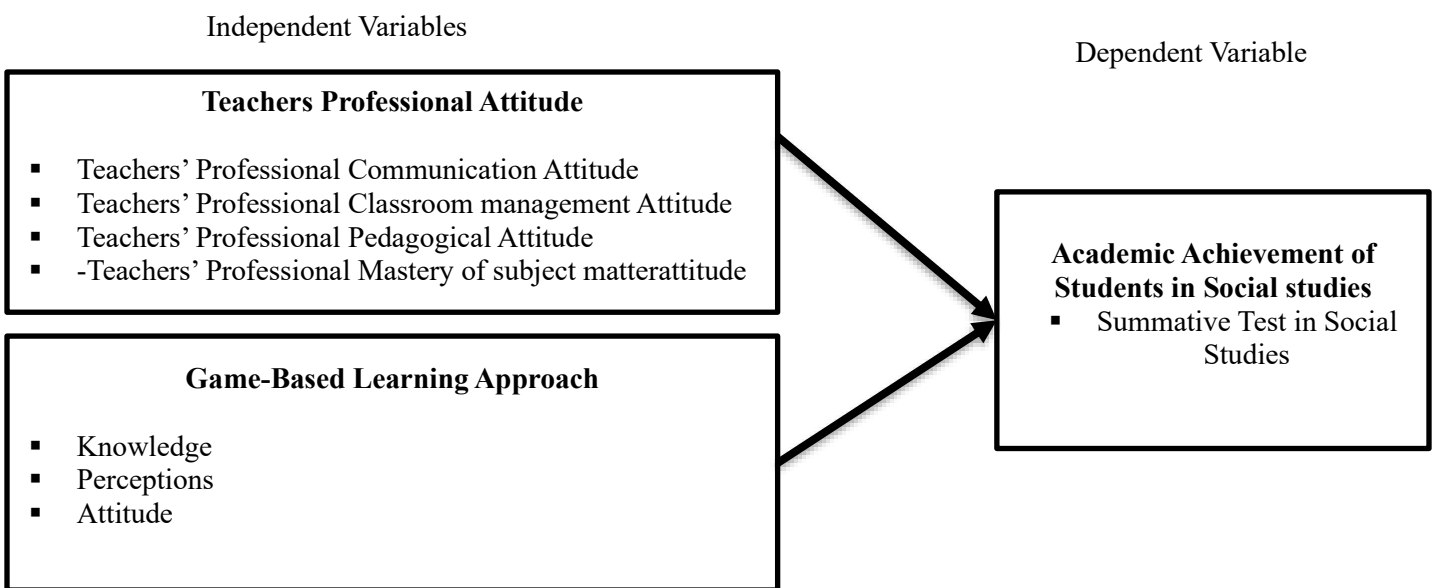 Independent Variables
Dependent Variable
Teachers Professional Attitude
▪ Teachers’ Professional Communication Attitude
▪ Teachers’ Professional Classroom management Attitude
▪ Teachers’ Professional Pedagogical Attitude
▪ -Teachers’ Professional Mastery of subject matterattitude
Game-Based Learning Approach
▪ Knowledge
▪ Perceptions
▪ Attitude
Academic Achievement of
Students in Social studies
▪ Summative Test in Social
Studies